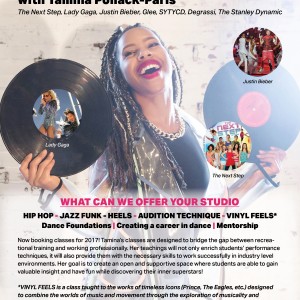 with Tamina Pollack-Paris
The Next Step, Lady Gaga, Justin Bieber, Glee, SYTYCD, Degrassi, The Stanley Dynamic
Justin Bieber
Lady Gaga
NEXT
The Next Step
WHAT CAN WE OFFER YOUR STUDIO
HIP HOP - JAZZ FUNK - HEELS - AUDITION TECHNIQUE - VINYL FEELS*
Dance Foundations | Creating a career in dance | Mentorship
Now booking classes for 2017! Tamina's classes are designed to bridge the gap between recrea-
tional training and working professionally. Her teachings will not only enrich students' performance
techniques, it will also provide them with the necessary skills to work successfully in industry level
environments. Her goal is to create an open and supportive space where students are able to gain
valuable insight and have fun while discovering their inner superstars!
*VINYL FEELS is a class taught to the works of timeless icons (Prince, The Eagles, etc.) designed
to combine the worlds of music and movement through the exploration of musicality and